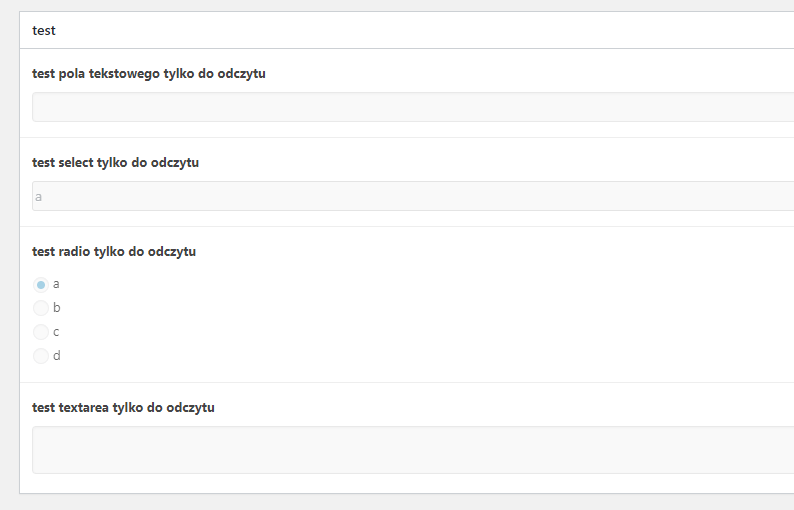 test
test pola tekstowego tylko do odczytu
test select tylko do odczytu
a
test radio tylko do odczytu
a
b
c
d
test textarea tylko do odczytu